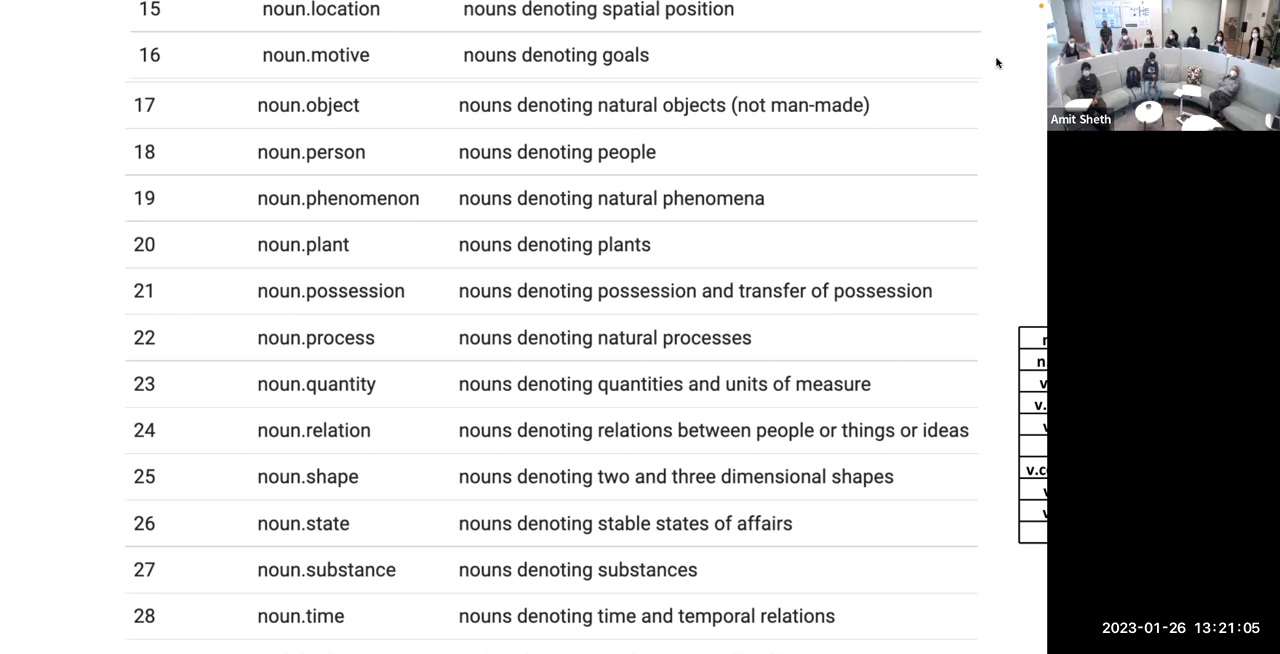 15 noun.location nouns denoting spatial position
16 noun.motive nouns denoting goals
17 noun.object nouns denoting natural objects (not man-made)
18 noun.person nouns denoting people
19 noun.phenomenon nouns denoting natural phenomena
20 noun.plant nouns denoting plants
21 noun.possession nouns denoting possession and transfer of possession
22 noun.process nouns denoting natural processes
23 noun.quantity nouns denoting quantities and units of measure
24 noun.relation nouns denoting relations between people or things or ideas
25 noun.shape nouns denoting two and three dimensional shapes
26 noun.state nouns denoting stable states of affairs
27 noun.substance nouns denoting substances
28 noun.time nouns denoting time and temporal relations
Amit Sheth
n
v
v.
v.c
2023-01-26 13:21:05